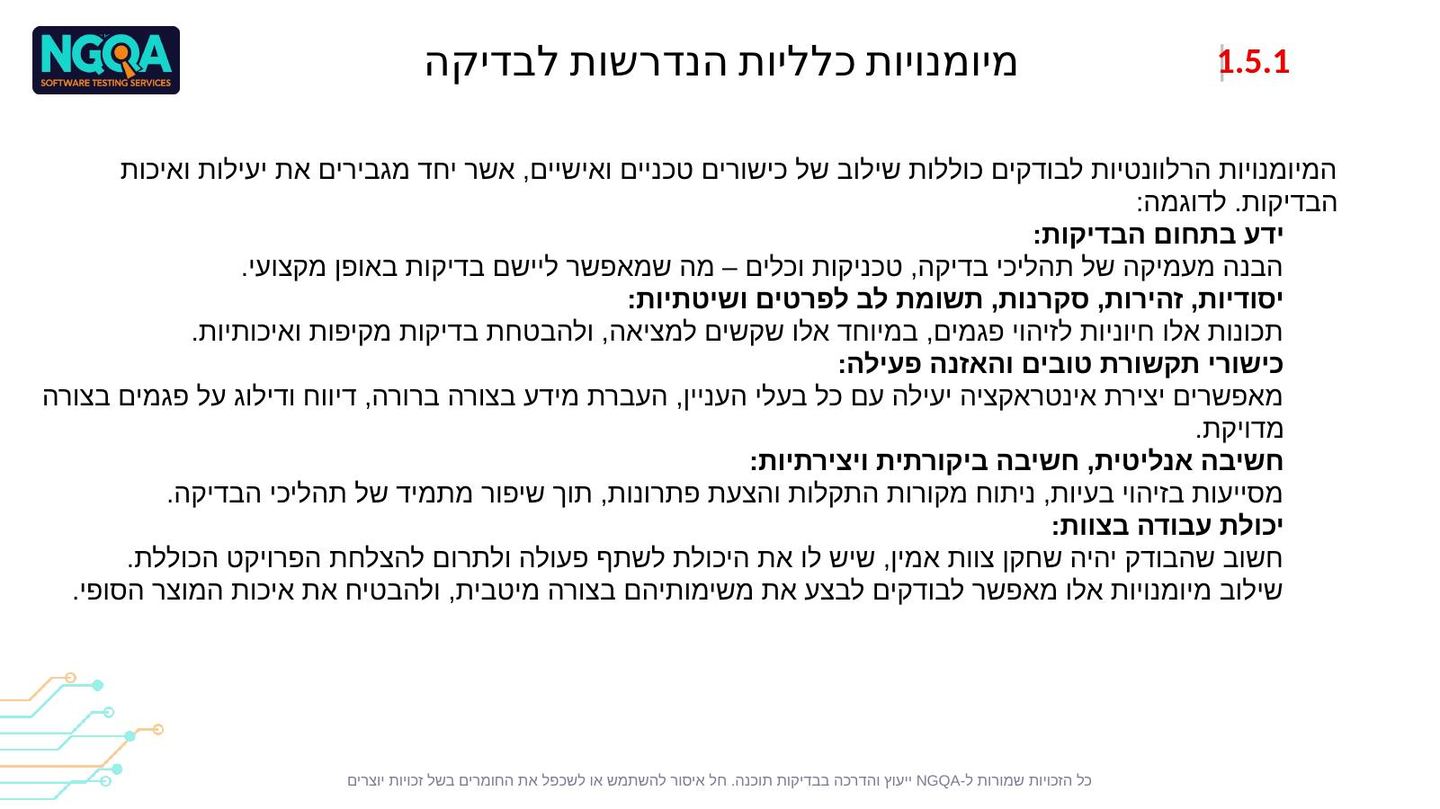 NGQA
SOFTWARE TESTING SERVICES
מיומנויות כלליות הנדרשות לבדיקה
1.5.1
המיומנויות הרלוונטיות לבודקים כוללות שילוב של כישורים טכניים ואישיים, אשר יחד מגבירים את יעילות ואיכות
הבדיקות. לדוגמה:
ידע בתחום הבדיקות:
הבנה מעמיקה של תהליכי בדיקה, טכניקות וכלים – מה שמאפשר ליישם בדיקות באופן מקצועי.
יסודיות, זהירות, סקרנות, תשומת לב לפרטים ושיטתיות:
תכונות אלו חיוניות לזיהוי פגמים, במיוחד אלו שקשים למציאה, ולהבטחת בדיקות מקיפות ואיכותיות.
כישורי תקשורת טובים והאזנה פעילה:
מאפשרים יצירת אינטראקציה יעילה עם כל בעלי העניין, העברת מידע בצורה ברורה, דיווח ודילוג על פגמים בצורה
מדויקת.
חשיבה אנליטית, חשיבה ביקורתית ויצירתיות:
מסייעות בזיהוי בעיות, ניתוח מקורות התקלות והצעת פתרונות, תוך שיפור מתמיד של תהליכי הבדיקה.
יכולת עבודה בצוות:
חשוב שהבודק יהיה שחקן צוות אמין, שיש לו את היכולת לשתף פעולה ולתרום להצלחת הפרויקט הכוללת.
שילוב מיומנויות אלו מאפשר לבודקים לבצע את משימותיהם בצורה מיטבית, ולהבטיח את איכות המוצר הסופי.
כל הזכויות שמורות ל-NGQA ייעוץ והדרכה בבדיקות תוכנה. חל איסור להשתמש או לשכפל את החומרים בשל זכויות יוצרים